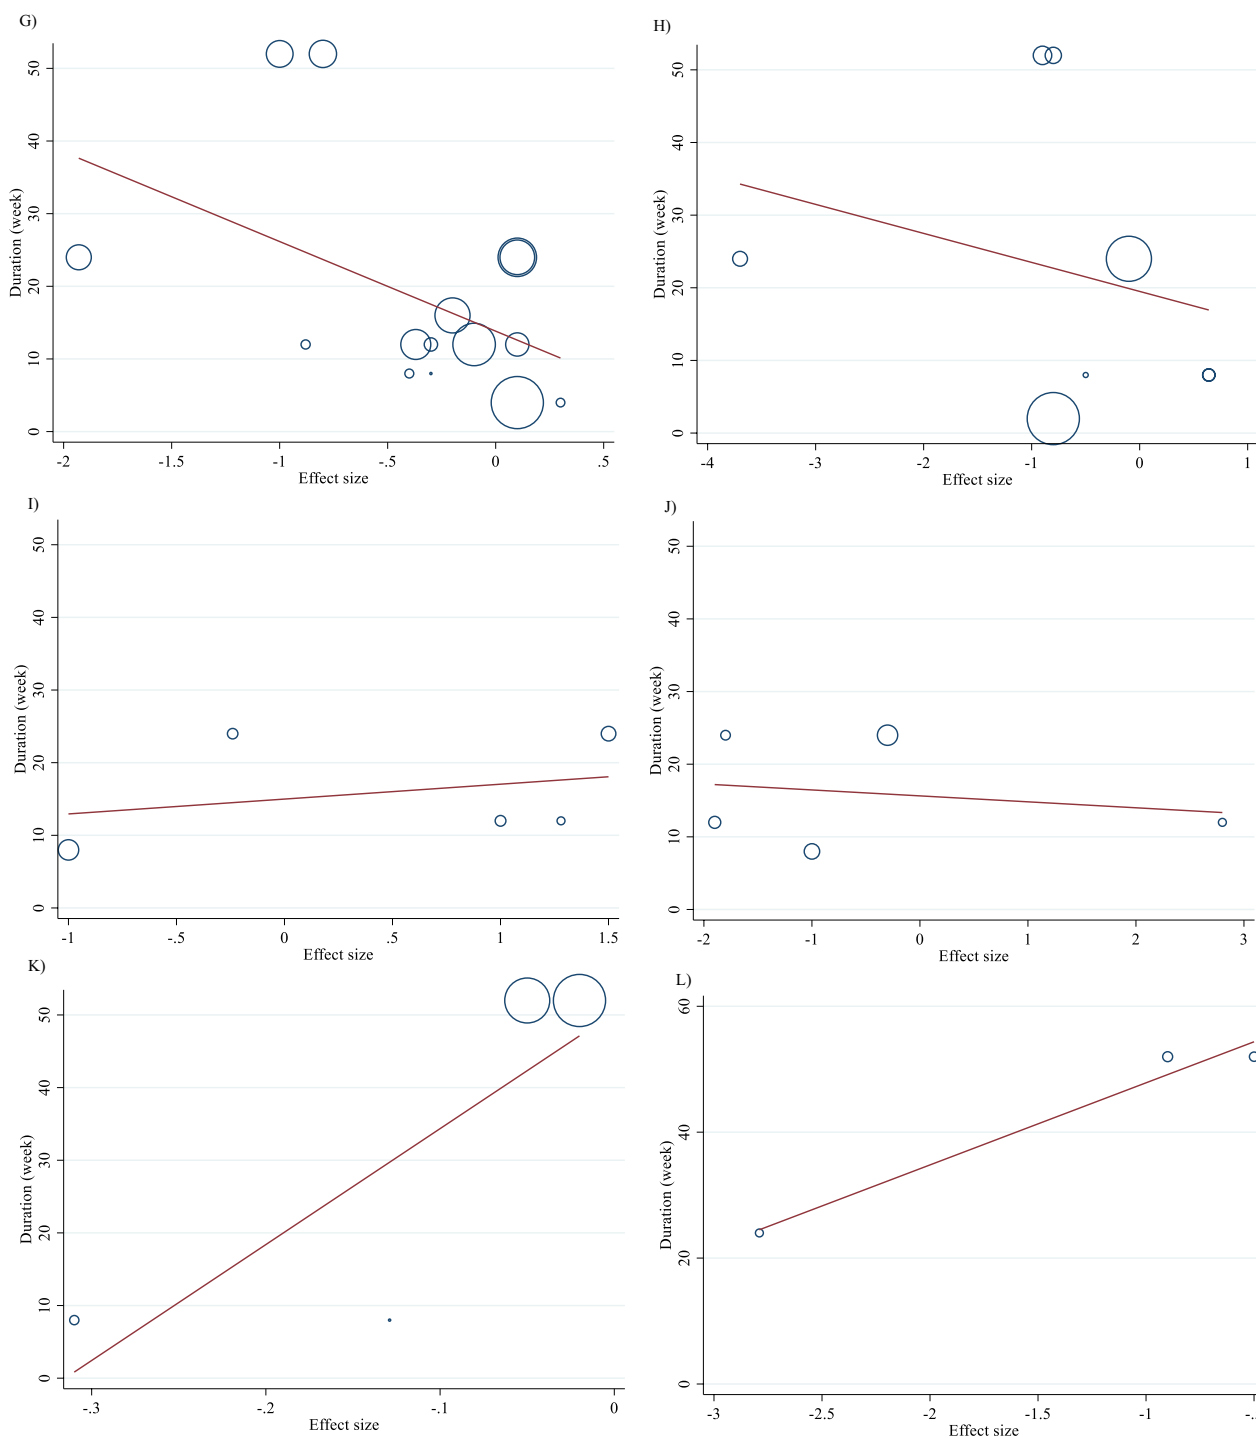 G)
50
40
30
20
10
0
Duration (week)
-2 -1.5 -1 -.5 0 .5
Effect size
H)
50
40
30
20
10
0
Duration (week)
-4 -3 -2 -1 0 1
Effect size
I)
50
40
30
20
10
0
Duration (week)
-1 -.5 0 .5 1 1.5
Effect size
J)
50
40
30
20
10
0
Duration (week)
-2 -1 0 1 2 3
Effect size
K)
50
40
30
20
10
0
Duration (week)
-.3 -.2 -.1 0
Effect size
L)
60
40
20
0
Duration (week)
-3 -2.5 -2 -1.5 -1
Effect size